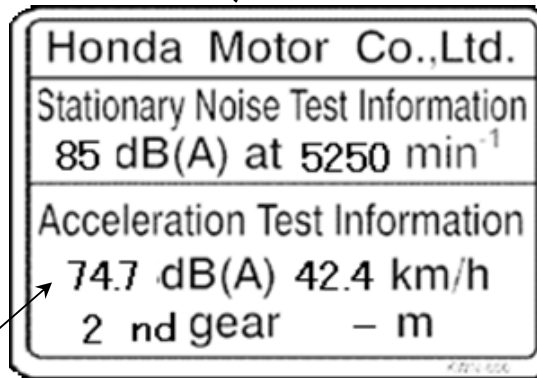 Honda Motor Co.,Ltd.
Stationary Noise Test Information
85 dB(A) at 5250 min⁻¹
Acceleration Test Information
74.7 dB(A) 42.4 km/h
2 nd gear – m